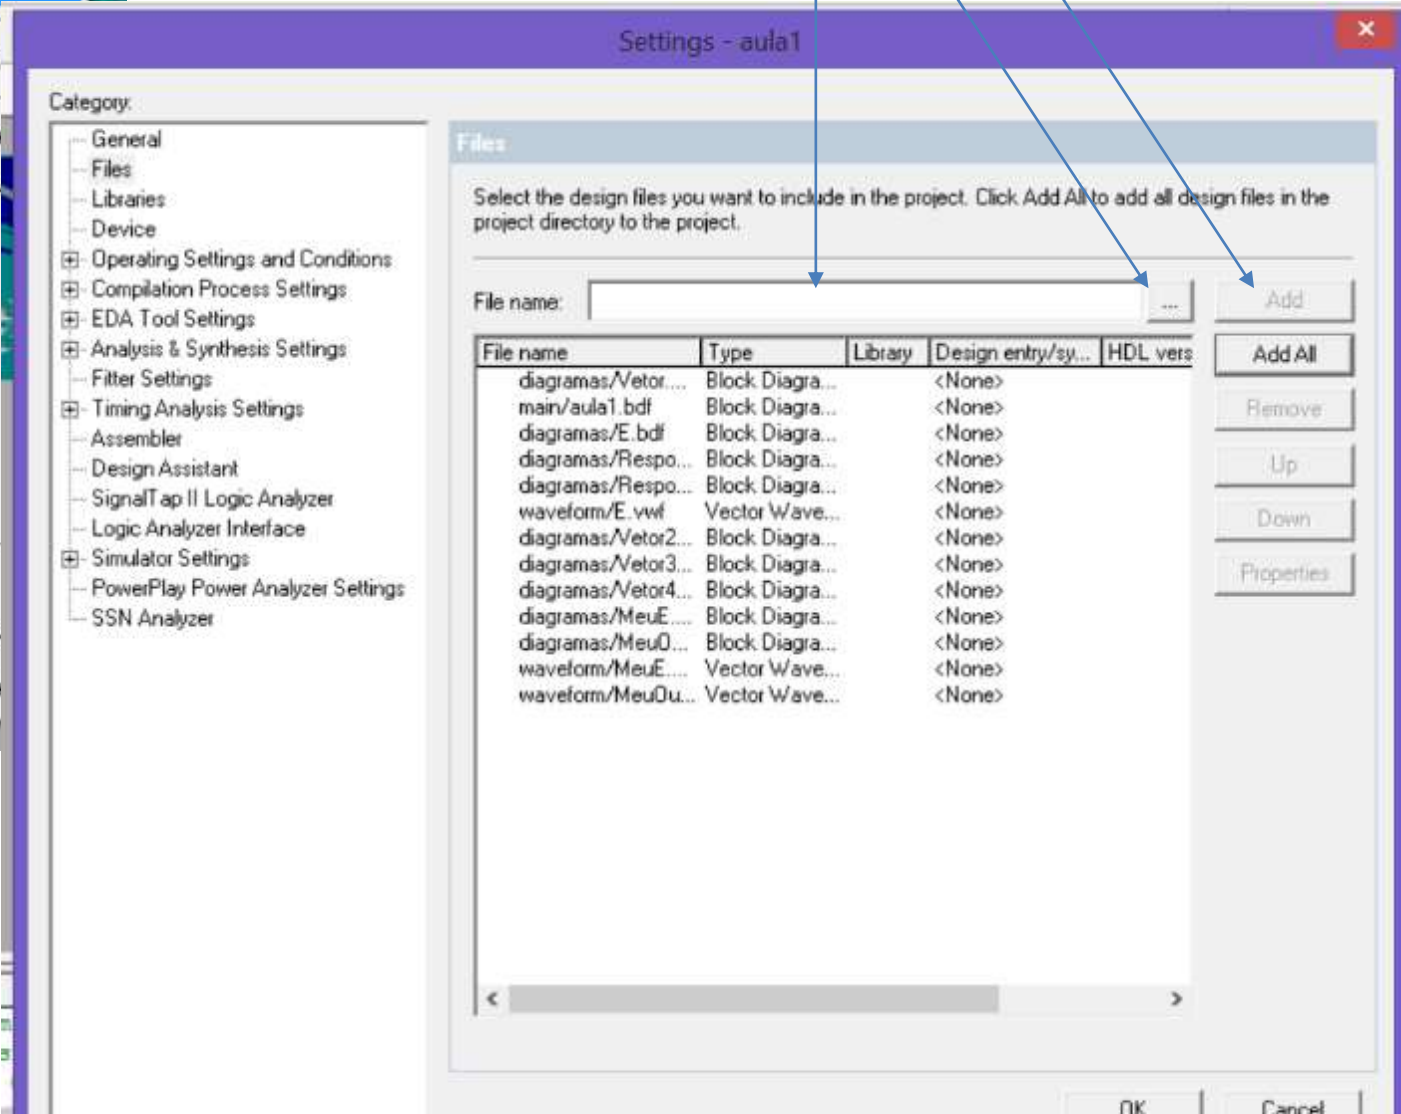 Settings - aula1
Category:
General
Files
Libraries
Device
Operating Settings and Conditions
Compilation Process Settings
EDA Tool Settings
Analysis & Synthesis Settings
Fitter Settings
Timing Analysis Settings
Assembler
Design Assistant
SignalTap II Logic Analyzer
Logic Analyzer Interface
Simulator Settings
PowerPlay Power Analyzer Settings
SSN Analyzer
Files
Select the design files you want to include in the project. Click Add All to add all design files in the
project directory to the project.
File name: ... Add
File name Type Library Design entry/sy... HDL vers Add All
diagramas/Vetor.... Block Diagra... <None>
main/aula1.bdf Block Diagra... <None> Remove
diagramas/E.bdf Block Diagra... <None>
diagramas/Respo... Block Diagra... <None> Up
diagramas/Respo... Block Diagra... <None>
waveform/E.vwf Vector Wave... <None> Down
diagramas/Vetor2... Block Diagra... <None>
diagramas/Vetor3... Block Diagra... <None> Properties
diagramas/Vetor4... Block Diagra... <None>
diagramas/MeuE.... Block Diagra... <None>
diagramas/MeuO... Block Diagra... <None>
waveform/MeuE.... Vector Wave... <None>
waveform/MeuOu... Vector Wave... <None>
OK Cancel